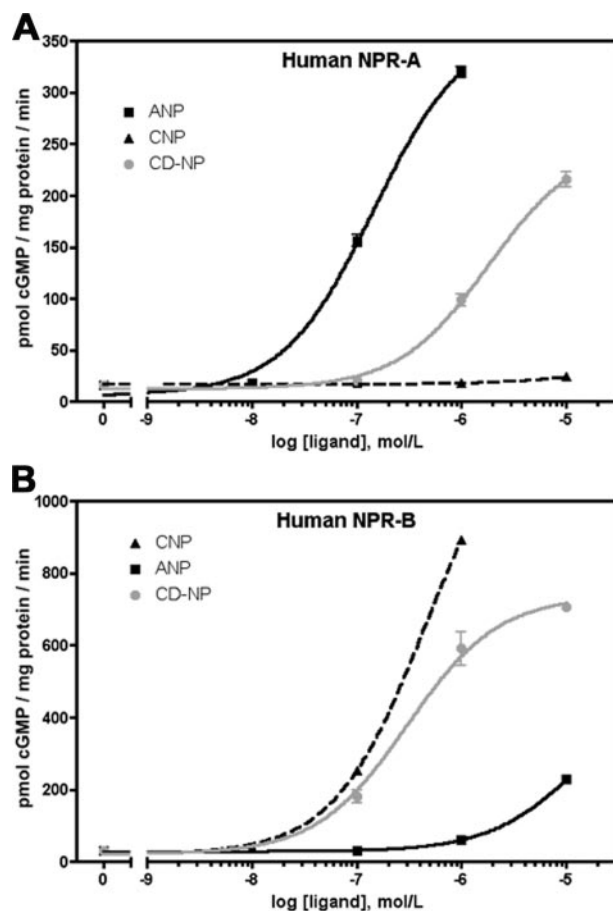 A
Human NPR-A
ANP
CNP
CD-NP
pmol cGMP / mg protein / min
350
300
250
200
150
100
50
0
0 -9 -8 -7 -6 -5
log [ligand], mol/L
B
Human NPR-B
CNP
ANP
CD-NP
pmol cGMP / mg protein / min
1000
800
600
400
200
0
0 -9 -8 -7 -6 -5
log [ligand], mol/L